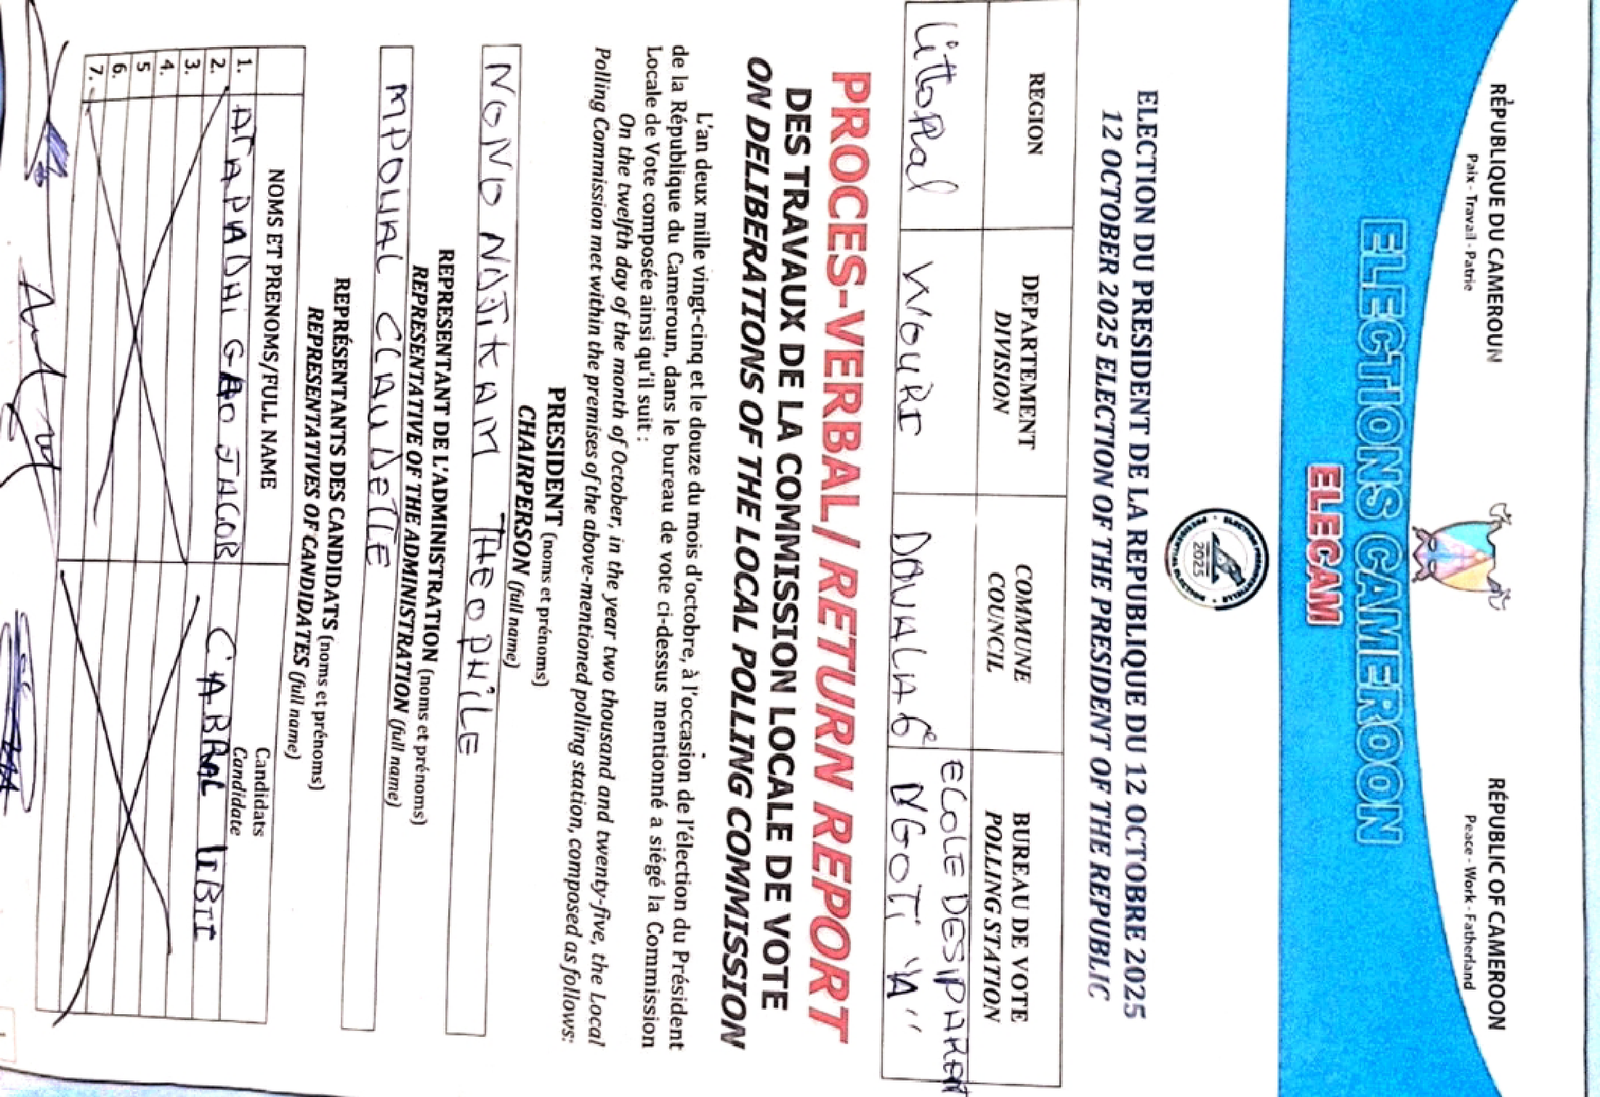 RÉPUBLIQUE DU CAMEROUN
Paix - Travail - Patrie
RÉPUBLIC OF CAMEROON
Peace - Work - Fatherland
ELECTIONS CAMEROON
ELECAM
2025
ELECTION DU PRESIDENT DE LA REPUBLIQUE DU 12 OCTOBRE 2025
12 OCTOBER 2025 ELECTION OF THE PRESIDENT OF THE REPUBLIC
REGION
DEPARTEMENT
DIVISION
COMMUNE
COUNCIL
BUREAU DE VOTE
POLLING STATION
Littoral
WOURI
DOUALA 6e
ECOLE DES PARENT
NGOTI "A"
PROCES-VERBAL / RETURN REPORT
DES TRAVAUX DE LA COMMISSION LOCALE DE VOTE
ON DELIBERATIONS OF THE LOCAL POLLING COMMISSION
L'an deux mille vingt-cinq et le douze du mois d'octobre, à l'occasion de l'élection du Président
de la République du Cameroun, dans le bureau de vote ci-dessus mentionné a siégé la Commission
Locale de Vote composée ainsi qu'il suit :
On the twelfth day of the month of October, in the year two thousand and twenty-five, the Local
Polling Commission met within the premises of the above-mentioned polling station, composed as follows:
PRESIDENT (noms et prénoms)
CHAIRPERSON (full name)
NONO NOTIKAM THEOPHILE
REPRESENTANT DE L'ADMINISTRATION (noms et prénoms)
REPRESENTATIVE OF THE ADMINISTRATION (full name)
MPOUAL CLAUDETTE
REPRÉSENTANTS DES CANDIDATS (noms et prénoms)
REPRESENTATIVES OF CANDIDATES (full name)
NOMS ET PRENOMS/FULL NAME
Candidats
Candidate
1. JACOB CABRAL LIBII
2.
3.
4.
5
6.
7.